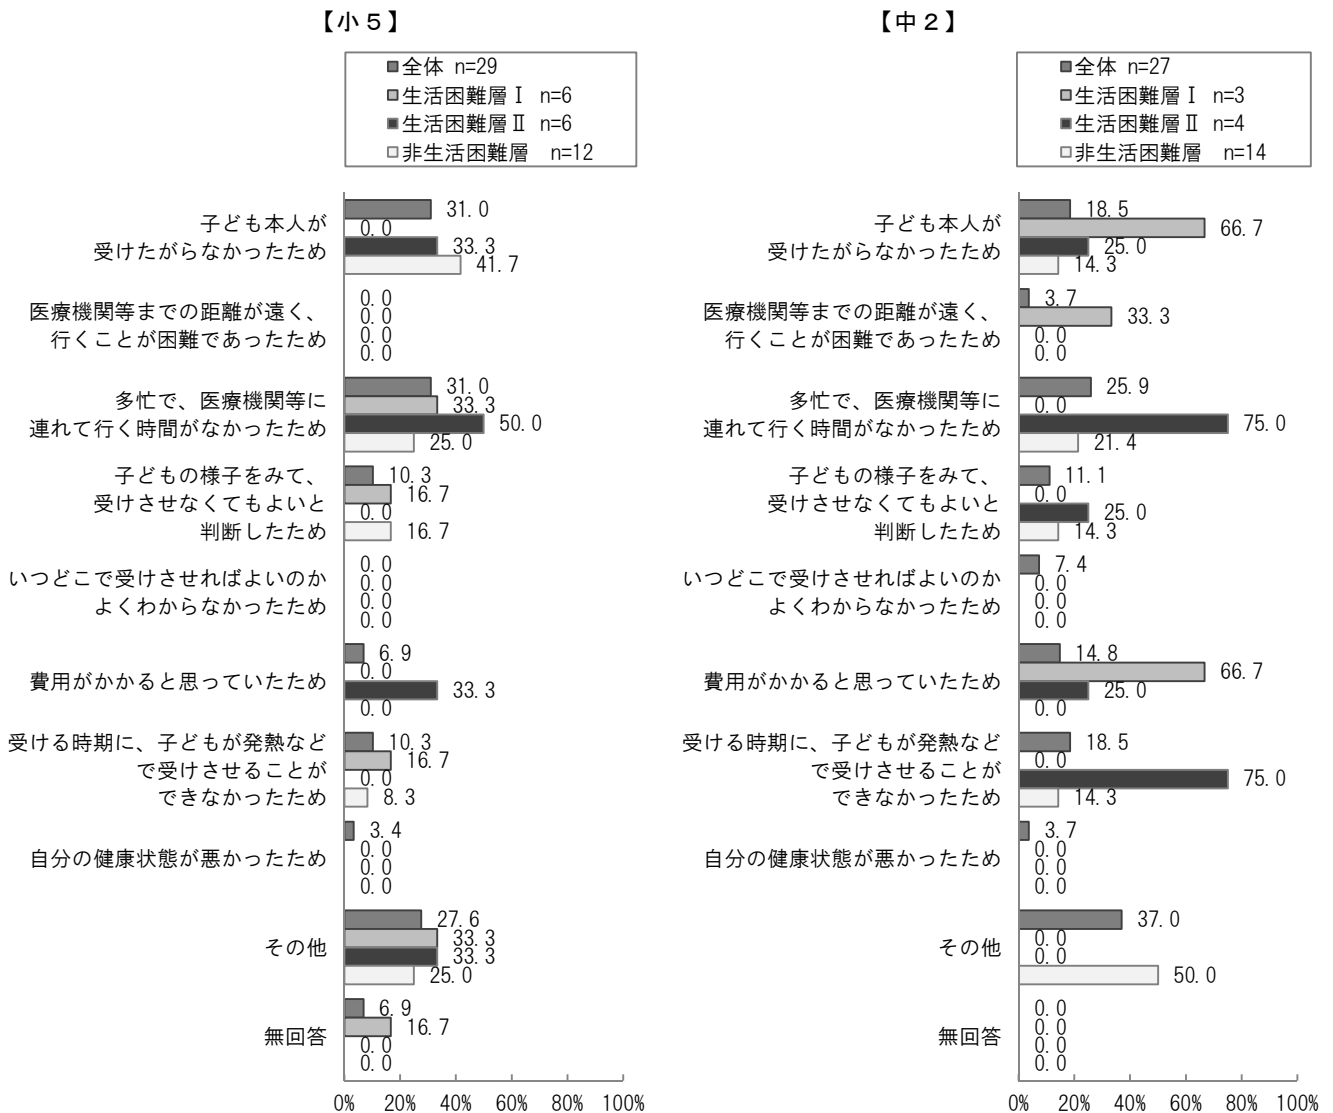 【小５】
全体 n=29
生活困難層Ⅰ n=6
生活困難層Ⅱ n=6
非生活困難層 n=12
子ども本人が
受けたがらなかったため
31.0
0.0
33.3
41.7
医療機関等までの距離が遠く、
行くことが困難であったため
0.0
0.0
0.0
0.0
多忙で、医療機関等に
連れて行く時間がなかったため
31.0
33.3
50.0
25.0
子どもの様子をみて、
受けさせなくてもよいと
判断したため
10.3
16.7
0.0
16.7
いつどこで受けさせればよいのか
よくわからなかったため
0.0
0.0
0.0
0.0
費用がかかると思っていたため
6.9
0.0
33.3
0.0
受ける時期に、子どもが発熱など
で受けさせることが
できなかったため
10.3
16.7
0.0
8.3
自分の健康状態が悪かったため
3.4
0.0
0.0
0.0
その他
27.6
33.3
33.3
25.0
無回答
6.9
16.7
0.0
0.0
0% 20% 40% 60% 80% 100%
【中２】
全体 n=27
生活困難層Ⅰ n=3
生活困難層Ⅱ n=4
非生活困難層 n=14
子ども本人が
受けたがらなかったため
18.5
66.7
25.0
14.3
医療機関等までの距離が遠く、
行くことが困難であったため
3.7
33.3
0.0
0.0
多忙で、医療機関等に
連れて行く時間がなかったため
25.9
0.0
75.0
21.4
子どもの様子をみて、
受けさせなくてもよいと
判断したため
11.1
0.0
25.0
14.3
いつどこで受けさせればよいのか
よくわからなかったため
7.4
0.0
0.0
0.0
費用がかかると思っていたため
14.8
66.7
25.0
0.0
受ける時期に、子どもが発熱など
で受けさせることが
できなかったため
18.5
0.0
75.0
14.3
自分の健康状態が悪かったため
3.7
0.0
0.0
0.0
その他
37.0
0.0
0.0
50.0
無回答
0.0
0.0
0.0
0.0
0% 20% 40% 60% 80% 100%